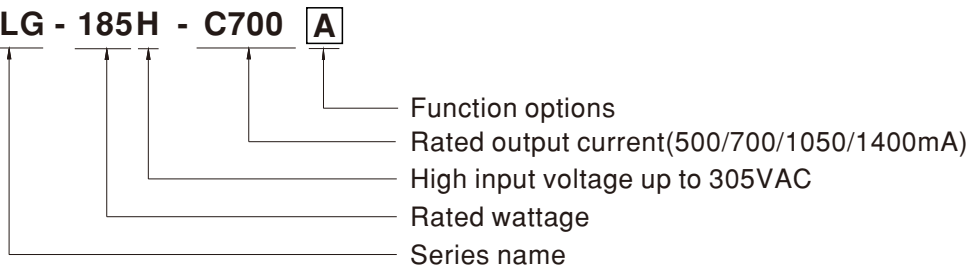 LG - 185H - C700 A
Function options
Rated output current(500/700/1050/1400mA)
High input voltage up to 305VAC
Rated wattage
Series name